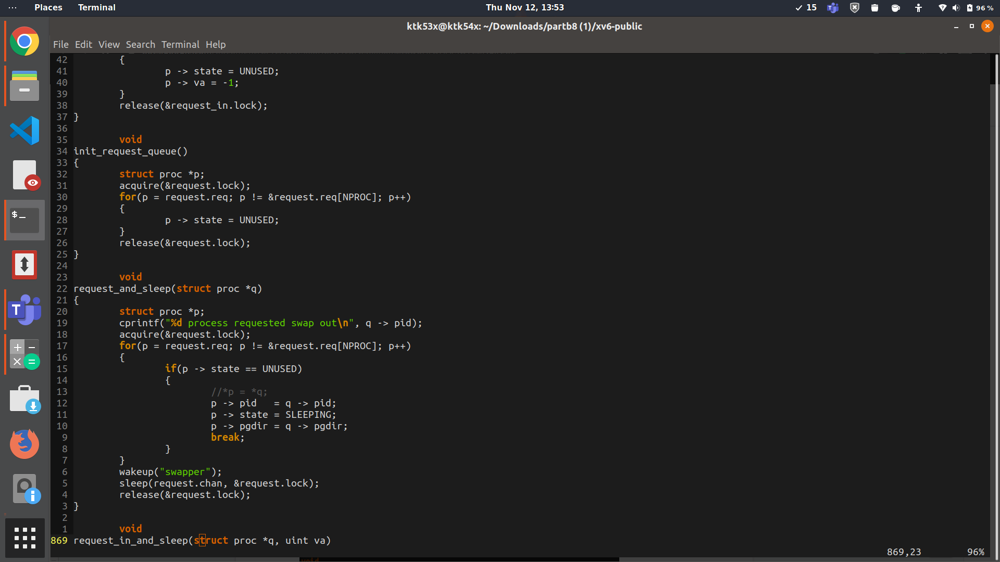 ··· Places Terminal Thu Nov 12, 13:53 15 T 96 %
ktk53x@ktk54x: ~/Downloads/partb8 (1)/xv6-public
File Edit View Search Terminal Help
42 {
41 p -> state = UNUSED;
40 p -> va = -1;
39 }
38 release(&request_in.lock);
37 }
36
35 void
34 init_request_queue()
33 {
32 struct proc *p;
31 acquire(&request.lock);
30 for(p = request.req; p != &request.req[NPROC]; p++)
29 {
28 p -> state = UNUSED;
27 }
26 release(&request.lock);
25 }
24
23 void
22 request_and_sleep(struct proc *q)
21 {
20 struct proc *p;
19 cprintf("%d process requested swap out\n", q -> pid);
18 acquire(&request.lock);
17 for(p = request.req; p != &request.req[NPROC]; p++)
16 {
15 if(p -> state == UNUSED)
14 {
13 //*p = *q;
12 p -> pid   = q -> pid;
11 p -> state = SLEEPING;
10 p -> pgdir = q -> pgdir;
9 break;
8 }
7 }
6 wakeup("swapper");
5 sleep(request.chan, &request.lock);
4 release(&request.lock);
3 }
2
1 void
869 request_in_and_sleep(struct proc *q, uint va)
869,23 96%
$_
T